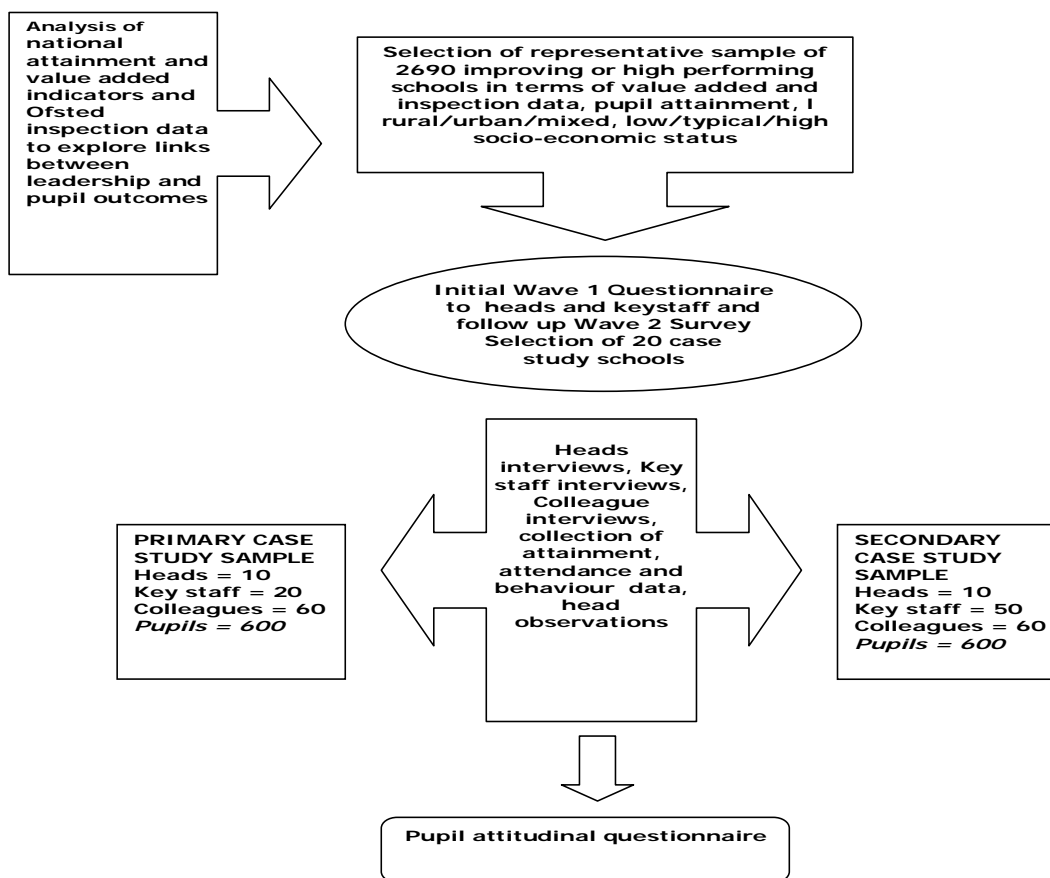 Analysis of
national
attainment and
value added
indicators and
Ofsted
inspection data
to explore links
between
leadership and
pupil outcomes
Selection of representative sample of
2690 improving or high performing
schools in terms of value added and
inspection data, pupil attainment, l
rural/urban/mixed, low/typical/high
socio-economic status
Initial Wave 1 Questionnaire
to heads and keystaff and
follow up Wave 2 Survey
Selection of 20 case
study schools
Heads
interviews, Key
staff interviews,
Colleague
interviews,
collection of
attainment,
attendance and
behaviour data,
head
observations
PRIMARY CASE
STUDY SAMPLE
Heads = 10
Key staff = 20
Colleagues = 60
Pupils = 600
SECONDARY
CASE STUDY
SAMPLE
Heads = 10
Key staff = 50
Colleagues = 60
Pupils = 600
Pupil attitudinal questionnaire